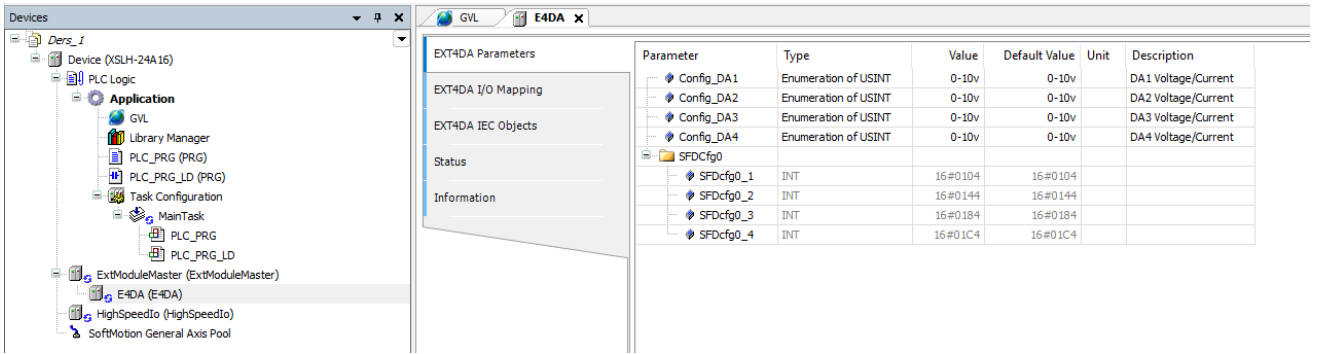 Devices
Ders_1
Device (XSLH-24A16)
PLC Logic
Application
GVL
Library Manager
PLC_PRG (PRG)
PLC_PRG_LD (PRG)
Task Configuration
MainTask
PLC_PRG
PLC_PRG_LD
ExtModuleMaster (ExtModuleMaster)
E4DA (E4DA)
HighSpeedIo (HighSpeedIo)
SoftMotion General Axis Pool
GVL E4DA
EXT4DA Parameters
EXT4DA I/O Mapping
EXT4DA IEC Objects
Status
Information
Parameter Type Value Default Value Unit Description
Config_DA1 Enumeration of USINT 0-10v 0-10v DA1 Voltage/Current
Config_DA2 Enumeration of USINT 0-10v 0-10v DA2 Voltage/Current
Config_DA3 Enumeration of USINT 0-10v 0-10v DA3 Voltage/Current
Config_DA4 Enumeration of USINT 0-10v 0-10v DA4 Voltage/Current
SFDCfg0
SFDcfg0_1 INT 16#0104 16#0104
SFDcfg0_2 INT 16#0144 16#0144
SFDcfg0_3 INT 16#0184 16#0184
SFDcfg0_4 INT 16#01C4 16#01C4